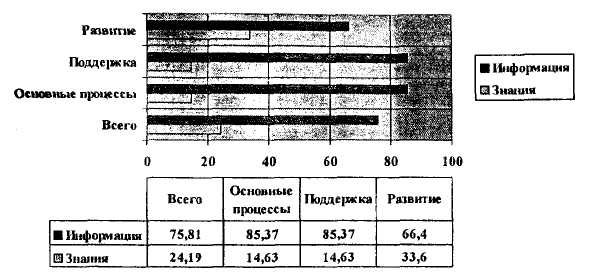 Развитие
Поддержка
Основные процессы
Всего
0 20 40 60 80 100
Информация
Знания
Всего Основные процессы Поддержка Развитие
Информация 75,81 85,37 85,37 66,4
Знания 24,19 14,63 14,63 33,6